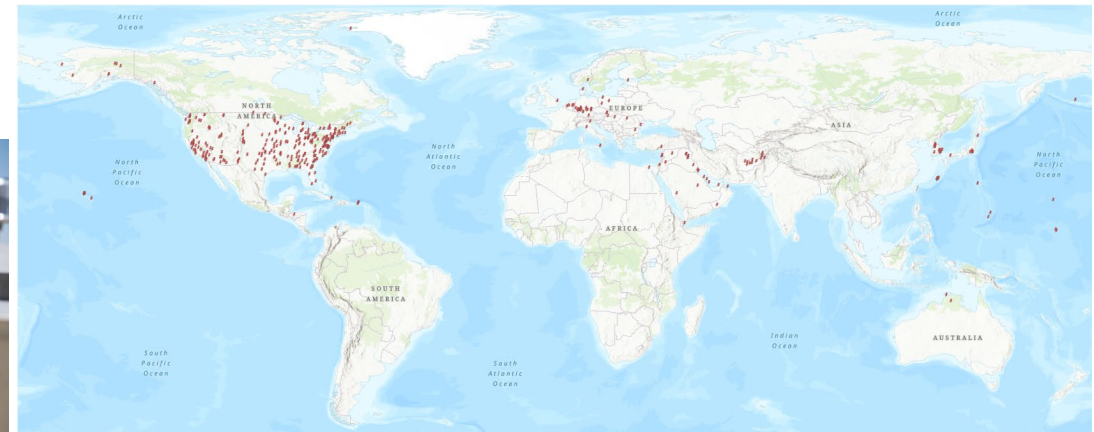 Arctic
Ocean
Arctic
Ocean
NORTH
AMERICA
EUROPE
ASIA
North
Pacific
Ocean
North
Atlantic
Ocean
North
Pacific
Ocean
AFRICA
SOUTH
AMERICA
Indian
Ocean
AUSTRALIA
South
Pacific
Ocean
South
Atlantic
Ocean